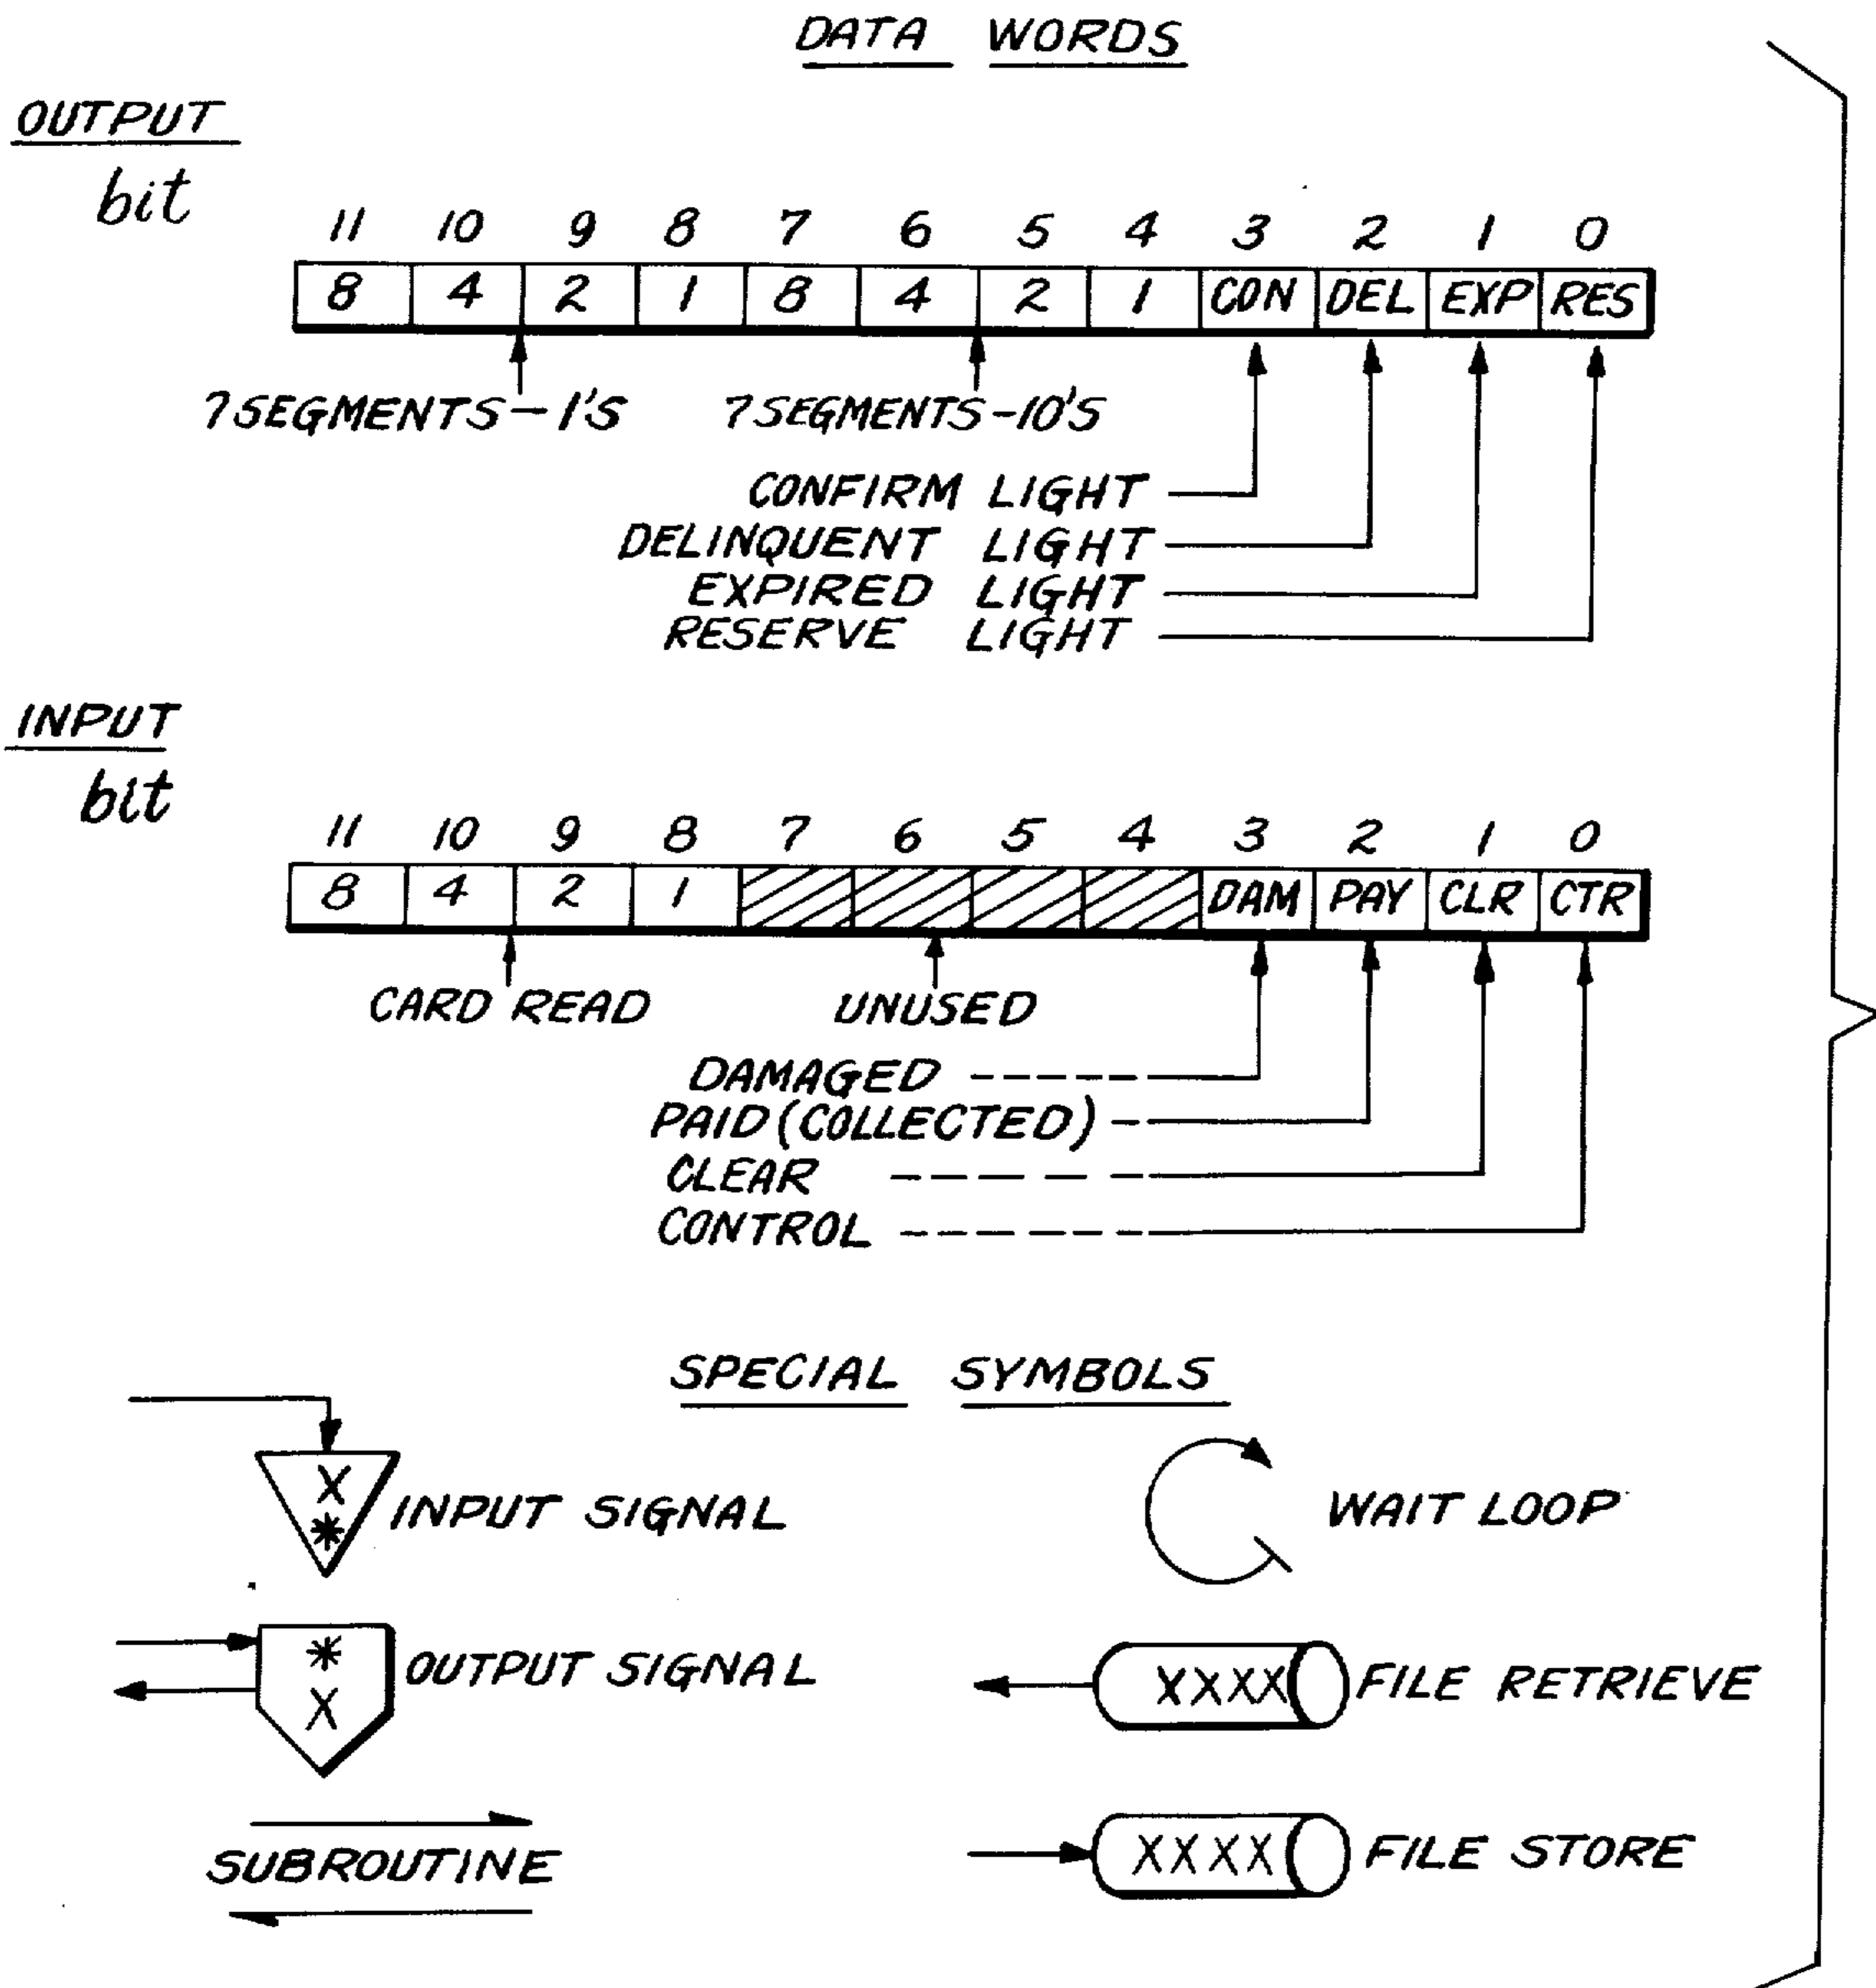 DATA WORDS
OUTPUT
bit
11 10 9 8 7 6 5 4 3 2 1 0
8 4 2 1 8 4 2 1 CON DEL EXP RES
7 SEGMENTS-1'S 7 SEGMENTS-10'S
CONFIRM LIGHT
DELINQUENT LIGHT
EXPIRED LIGHT
RESERVE LIGHT
INPUT
bit
11 10 9 8 7 6 5 4 3 2 1 0
8 4 2 1 DAM PAY CLR CTR
CARD READ UNUSED
DAMAGED
PAID (COLLECTED)
CLEAR
CONTROL
SPECIAL SYMBOLS
X
* INPUT SIGNAL WAIT LOOP
* OUTPUT SIGNAL XXXX FILE RETRIEVE
X
SUBROUTINE XXXX FILE STORE